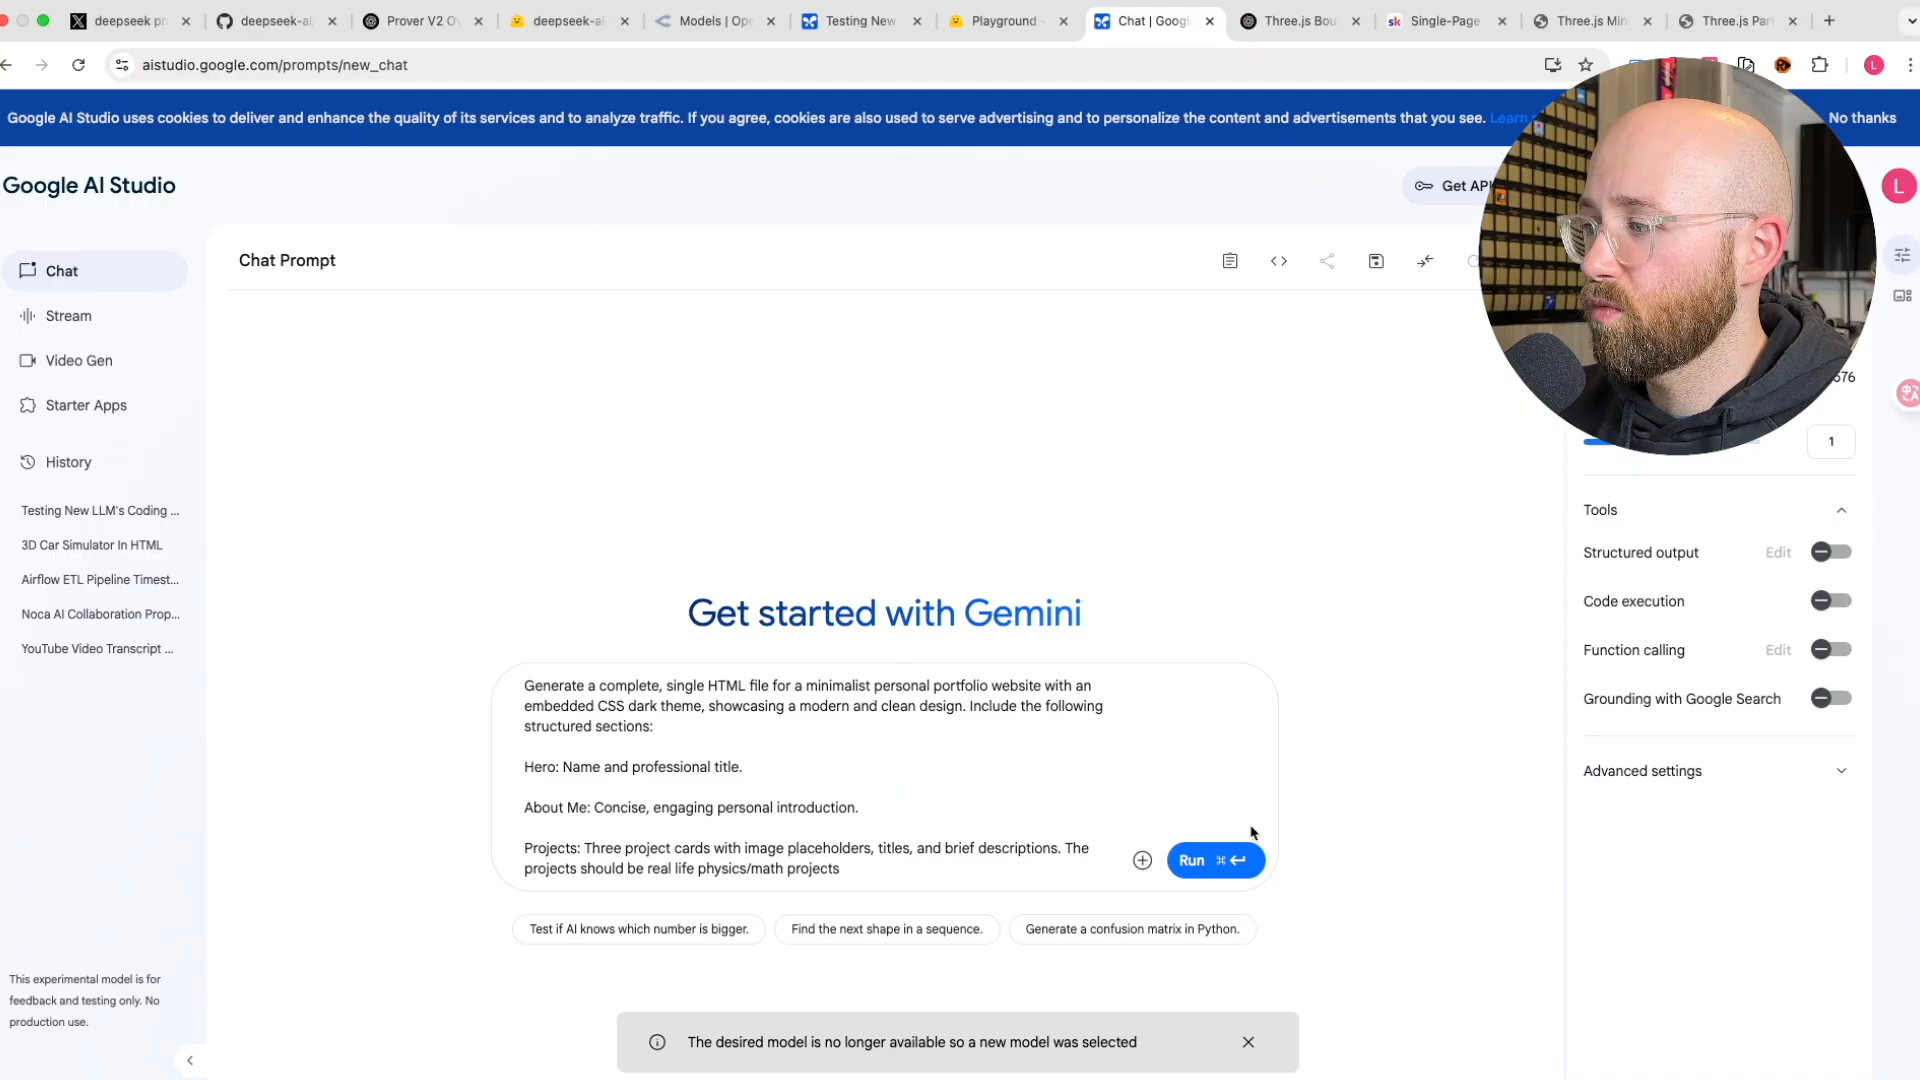 deepseek pr
deepseek-ai
Prover V2 O
deepseek-ai
Models | Ope
Testing New
Playground -
Chat | Google
Three.js Bou
sk Single-Page
Three.js Min
Three.js Part
aistudio.google.com/prompts/new_chat
L
Google AI Studio uses cookies to deliver and enhance the quality of its services and to analyze traffic. If you agree, cookies are also used to serve advertising and to personalize the content and advertisements that you see. Learn
No thanks
Google AI Studio
Get API
L
Chat
Stream
Video Gen
Starter Apps
History
Testing New LLM's Coding ...
3D Car Simulator In HTML
Airflow ETL Pipeline Timest...
Noca AI Collaboration Prop...
YouTube Video Transcript ...
This experimental model is for
feedback and testing only. No
production use.
Chat Prompt
Get started with Gemini
Generate a complete, single HTML file for a minimalist personal portfolio website with an
embedded CSS dark theme, showcasing a modern and clean design. Include the following
structured sections:
Hero: Name and professional title.
About Me: Concise, engaging personal introduction.
Projects: Three project cards with image placeholders, titles, and brief descriptions. The
projects should be real life physics/math projects
Run ⌘
Test if AI knows which number is bigger.
Find the next shape in a sequence.
Generate a confusion matrix in Python.
The desired model is no longer available so a new model was selected
576
1
Tools
Structured output Edit
Code execution
Function calling Edit
Grounding with Google Search
Advanced settings